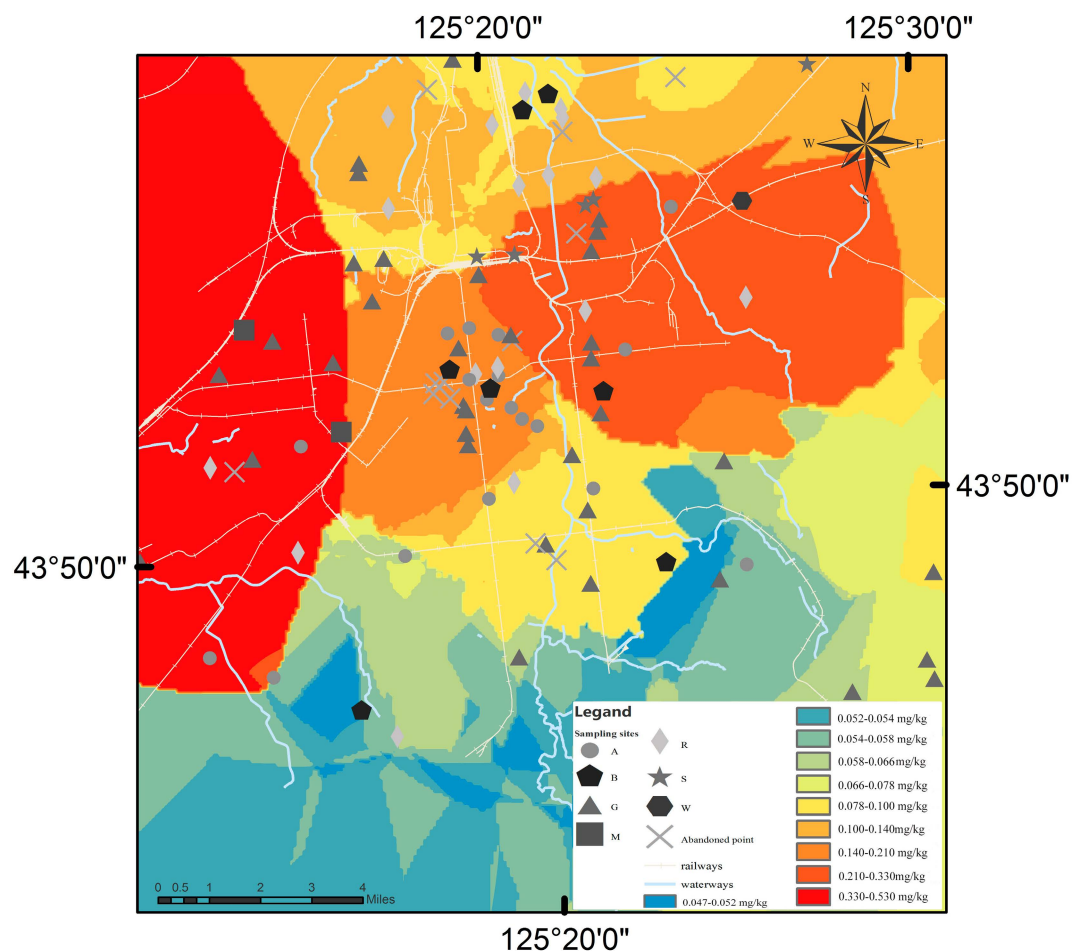 125°20'0" 125°30'0"
N
W E
S
43°50'0"
43°50'0"
Legand
Sampling sites
A
B
G
M
R
S
W
Abandoned point
railways
waterways
0.047-0.052 mg/kg
0.052-0.054 mg/kg
0.054-0.058 mg/kg
0.058-0.066mg/kg
0.066-0.078 mg/kg
0.078-0.100 mg/kg
0.100-0.140mg/kg
0.140-0.210 mg/kg
0.210-0.330mg/kg
0.330-0.530 mg/kg
0 0.5 1 2 3 4
Miles
125°20'0"